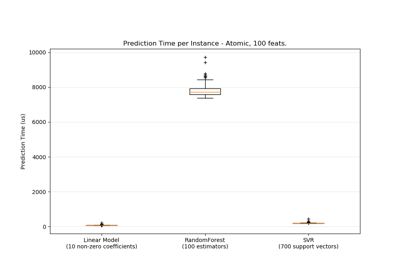 Prediction Time per Instance - Atomic, 100 feats.
10000
8000
6000
4000
2000
0
Prediction Time (us)
Linear Model
(10 non-zero coefficients)
RandomForest
(100 estimators)
SVR
(700 support vectors)